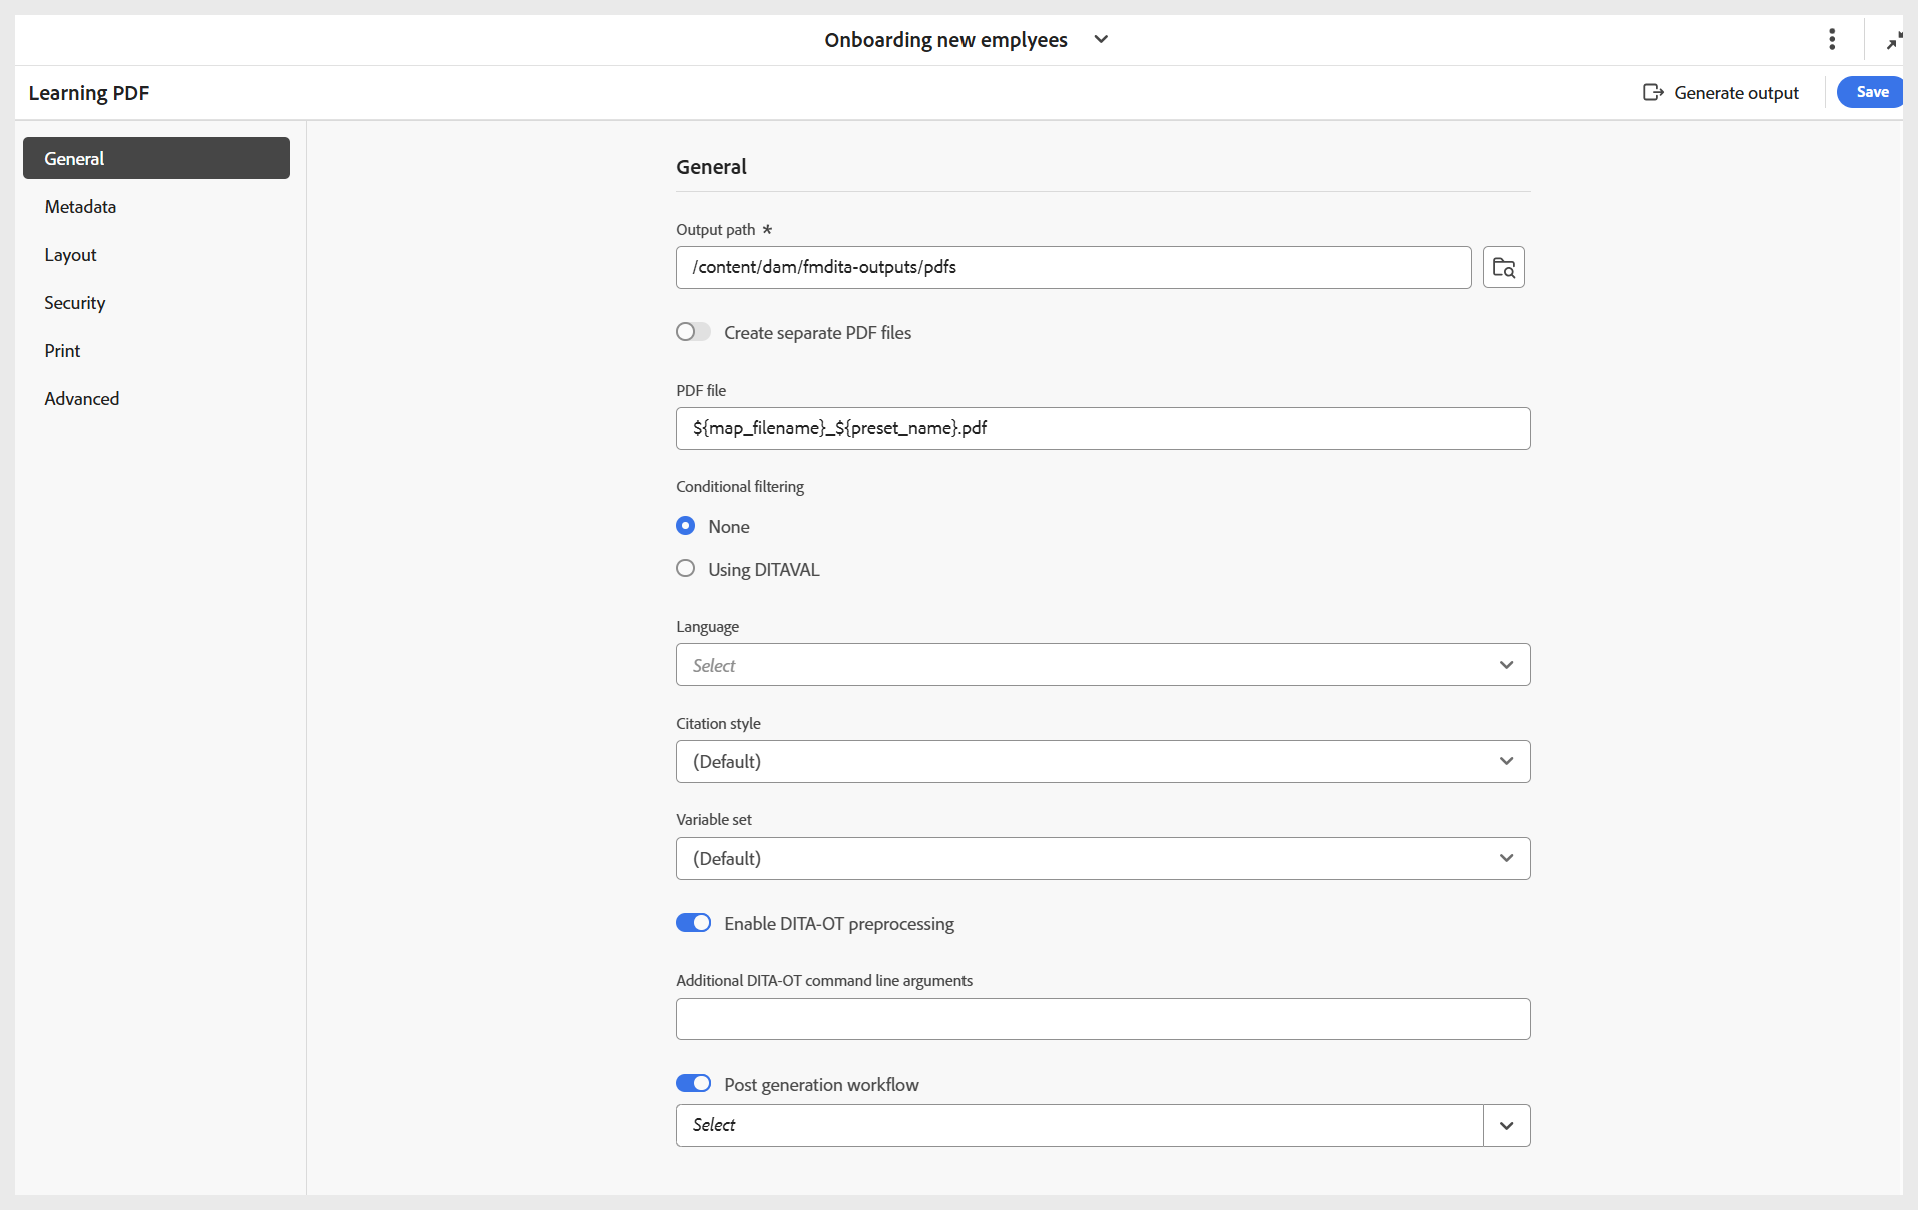 Onboarding new emplyees
Learning PDF
Generate output
Save
General
Metadata
Layout
Security
Print
Advanced
General
Output path *
/content/dam/fmdita-outputs/pdfs
Create separate PDF files
PDF file
${map_filename}_${preset_name}.pdf
Conditional filtering
None
Using DITAVAL
Language
Select
Citation style
(Default)
Variable set
(Default)
Enable DITA-OT preprocessing
Additional DITA-OT command line arguments
Post generation workflow
Select